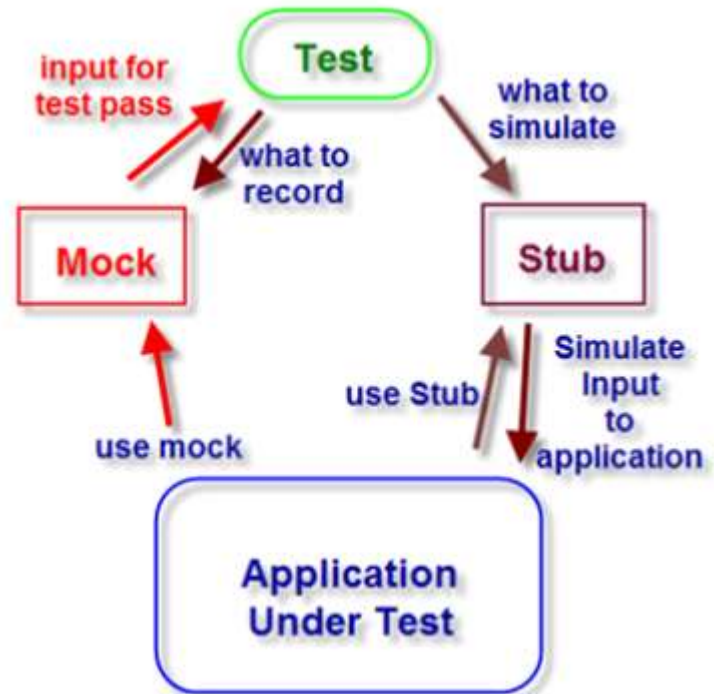 Test
input for
test pass
what to
simulate
what to
record
Mock
Stub
use mock
use Stub
Simulate
Input
to
application
Application
Under Test